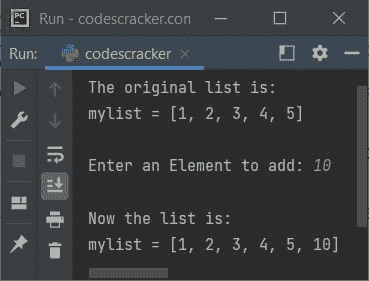 PC Run - codescracker.con
Run: codescracker
The original list is:
mylist = [1, 2, 3, 4, 5]
Enter an Element to add: 10
Now the list is:
mylist = [1, 2, 3, 4, 5, 10]